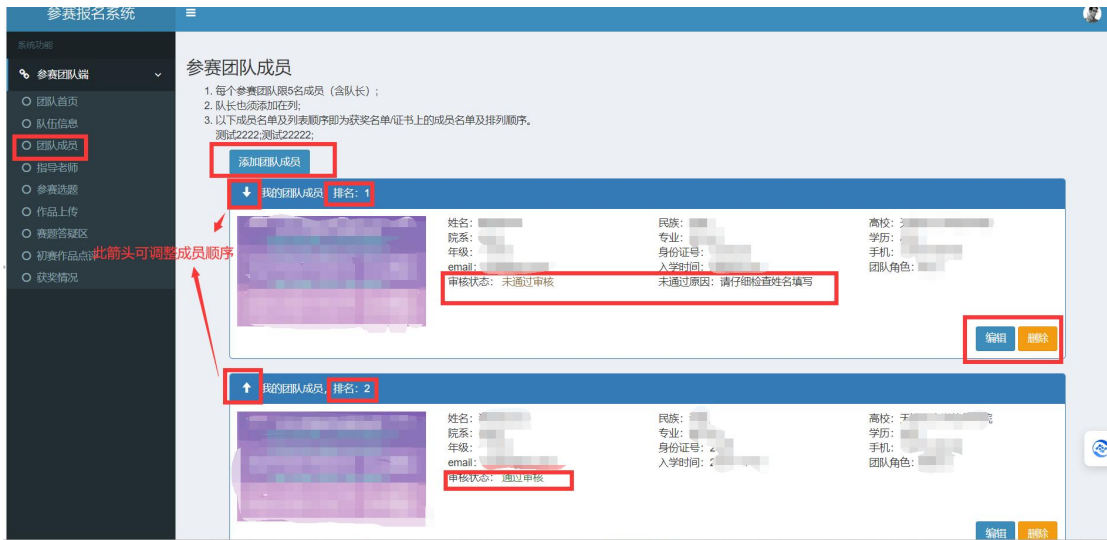 参赛报名系统
系统功能
参赛团队端
团队首页
队伍信息
团队成员
指导老师
参赛选题
作品上传
赛题答疑区
初赛作品点评
获奖情况
参赛团队成员
1. 每个参赛团队限5名成员（含队长）;
2. 队长也须添加在列;
3. 以下成员名单及列表顺序即为获奖名单/证书上的成员名单及排列顺序。
测试2222;测试22222;
添加团队成员
我的团队成员, 排名：1
此箭头可调整成员顺序
姓名： 民族： 高校：
院系： 专业： 学历：
年级： 身份证号： 手机：
email： 入学时间： 团队角色：
审核状态： 未通过审核 未通过原因：请仔细检查姓名填写
编辑 删除
我的团队成员, 排名：2
姓名： 民族： 高校：
院系： 专业： 学历：
年级： 身份证号： 手机：
email： 入学时间： 团队角色：
审核状态： 通过审核
编辑 删除